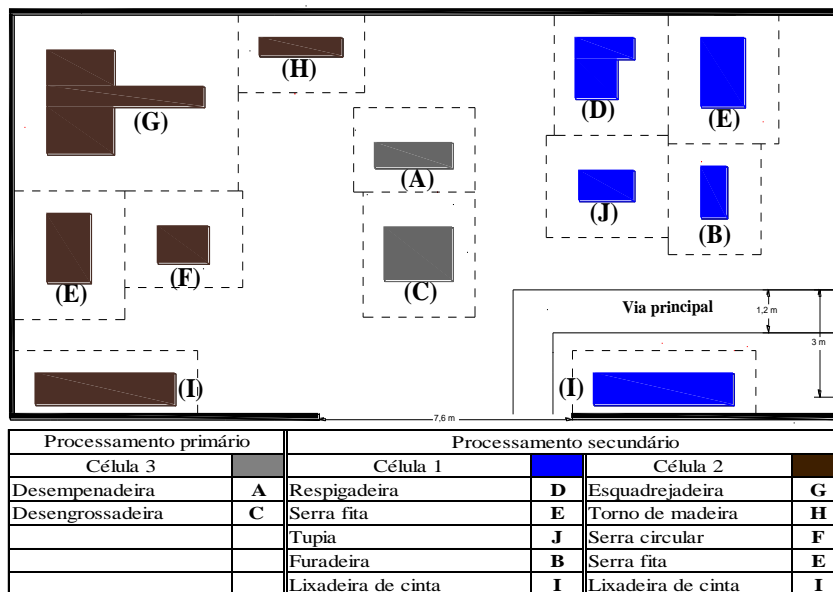 (H)
(G)
(D)
(E)
(A)
(J)
(B)
(E)
(F)
(C)
Via principal
1,2 m
3 m
(I)
(I)
7,6 m
Processamento primário Processamento secundário
Célula 3 Célula 1 Célula 2
Desempenadeira A Respigadeira D Esquadrejadeira G
Desengrossadeira C Serra fita E Torno de madeira H
Tupia J Serra circular F
Furadeira B Serra fita E
Lixadeira de cinta I Lixadeira de cinta I